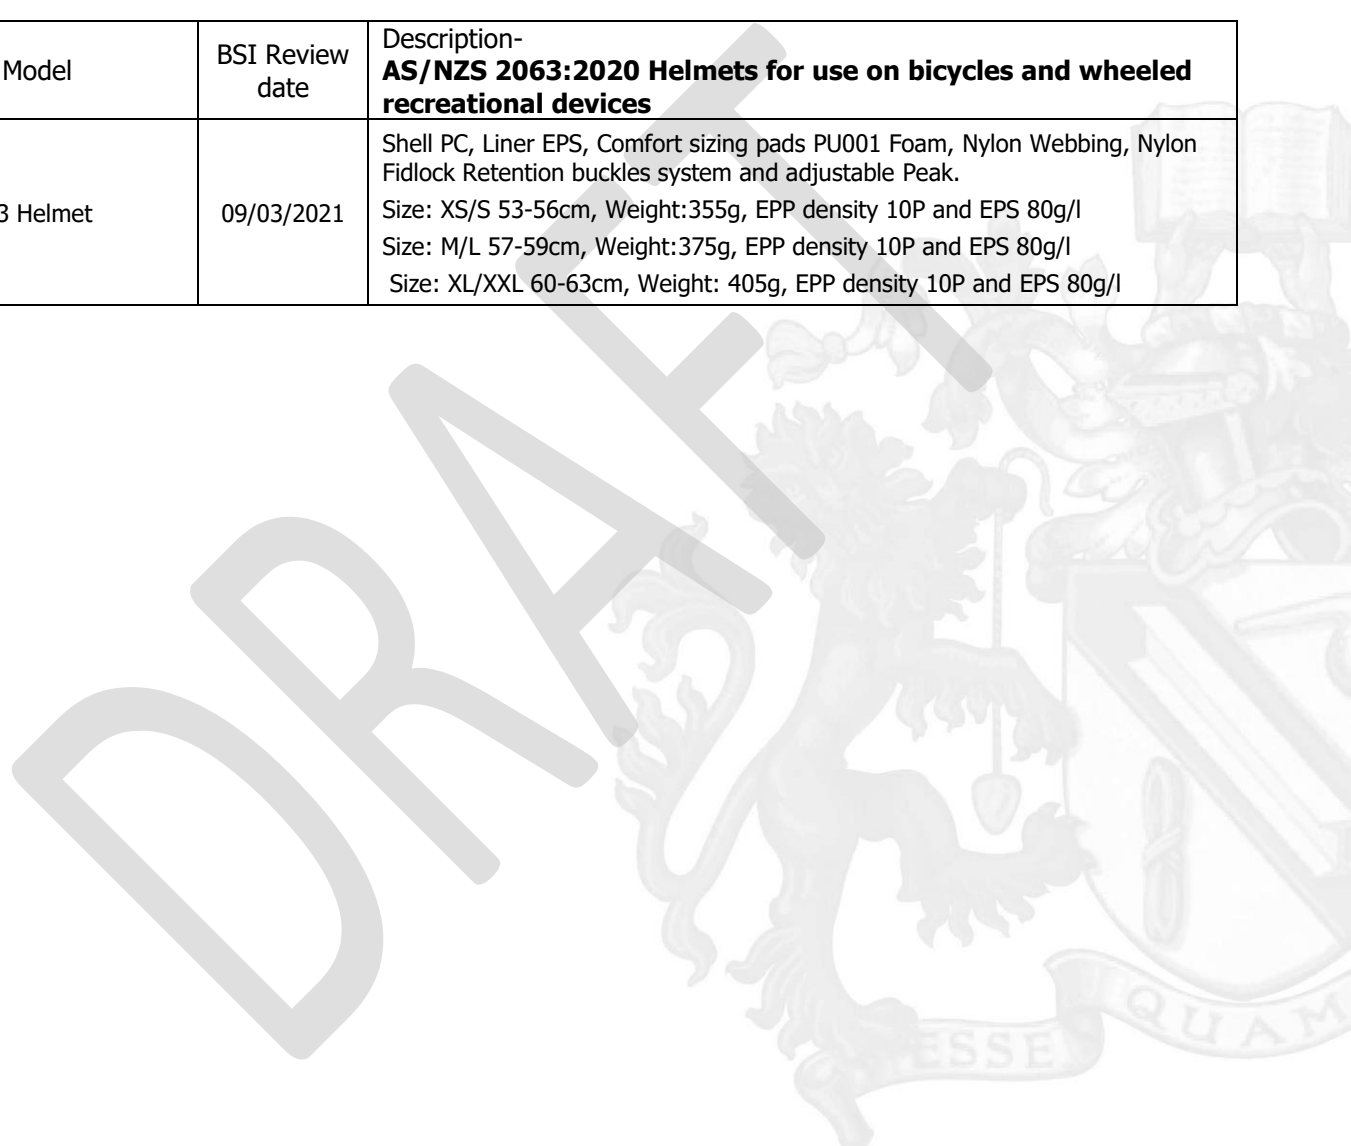 Model
BSI Review
date
Description-
AS/NZS 2063:2020 Helmets for use on bicycles and wheeled
recreational devices
3 Helmet
09/03/2021
Shell PC, Liner EPS, Comfort sizing pads PU001 Foam, Nylon Webbing, Nylon
Fidlock Retention buckles system and adjustable Peak.
Size: XS/S 53-56cm, Weight:355g, EPP density 10P and EPS 80g/l
Size: M/L 57-59cm, Weight:375g, EPP density 10P and EPS 80g/l
Size: XL/XXL 60-63cm, Weight: 405g, EPP density 10P and EPS 80g/l
DRAFT
ESSE QUAM